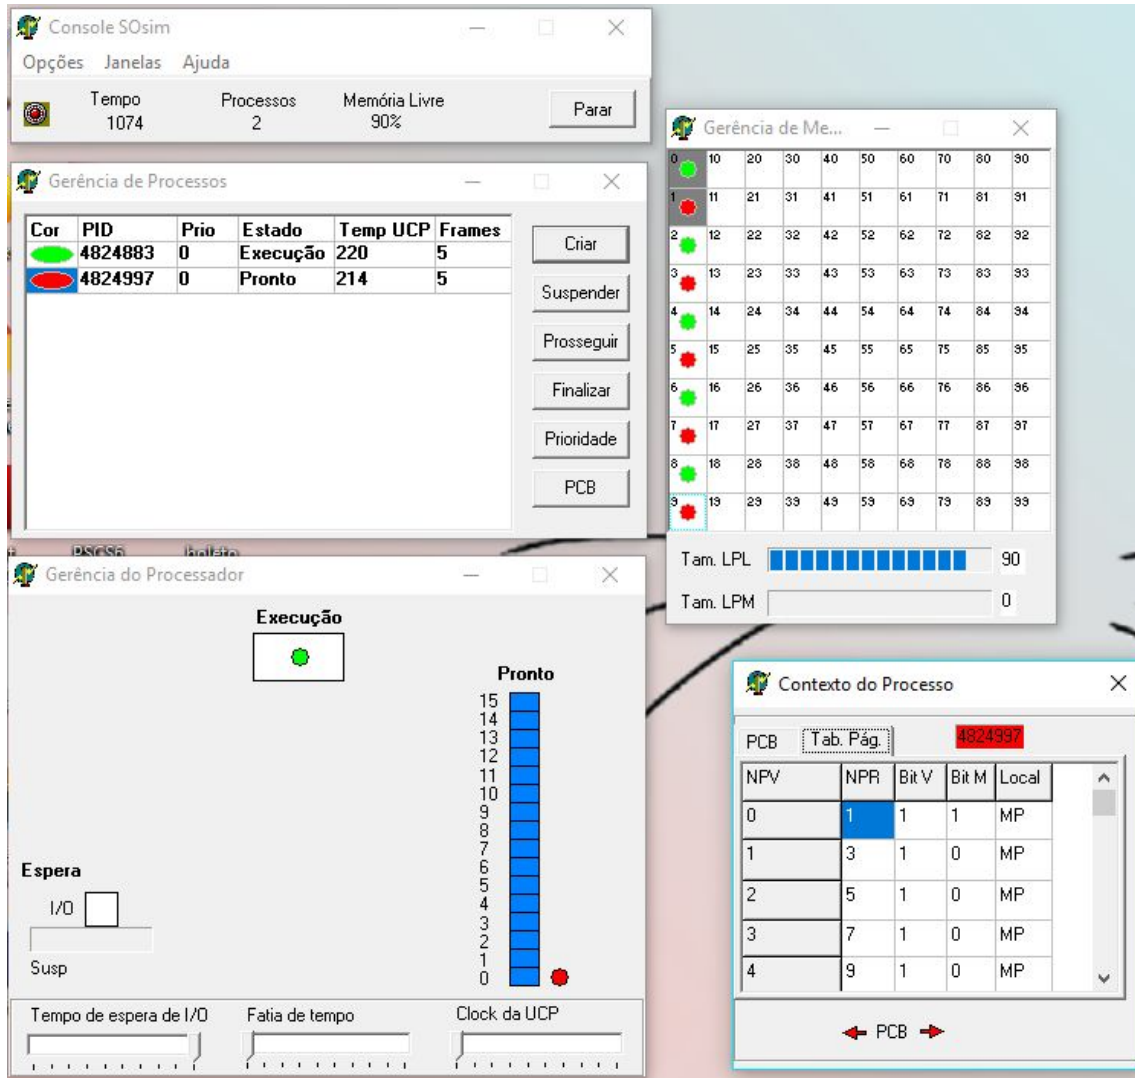 Console SOsim
Opções Janelas Ajuda
Tempo Processos Memória Livre
1074 2 90%
Parar
Gerência de Processos
Cor PID Prio Estado Temp UCP Frames
4824883 0 Execução 220 5
4824997 0 Pronto 214 5
Criar
Suspender
Prosseguir
Finalizar
Prioridade
PCB
Gerência de Me...
0 10 20 30 40 50 60 70 80 90
1 11 21 31 41 51 61 71 81 91
2 12 22 32 42 52 62 72 82 92
3 13 23 33 43 53 63 73 83 93
4 14 24 34 44 54 64 74 84 94
5 15 25 35 45 55 65 75 85 95
6 16 26 36 46 56 66 76 86 96
7 17 27 37 47 57 67 77 87 97
8 18 28 38 48 58 68 78 88 98
9 19 29 39 49 59 69 79 89 99
Tam. LPL 90
Tam. LPM 0
Gerência do Processador
Execução
Pronto
15
14
13
12
11
10
9
8
7
6
5
4
3
2
1
0
Espera
I/O
Susp
Tempo de espera de I/O
Fatia de tempo
Clock da UCP
Contexto do Processo
PCB Tab. Pág. 4824997
NPV NPR Bit V Bit M Local
0 1 1 1 MP
1 3 1 0 MP
2 5 1 0 MP
3 7 1 0 MP
4 9 1 0 MP
PCB